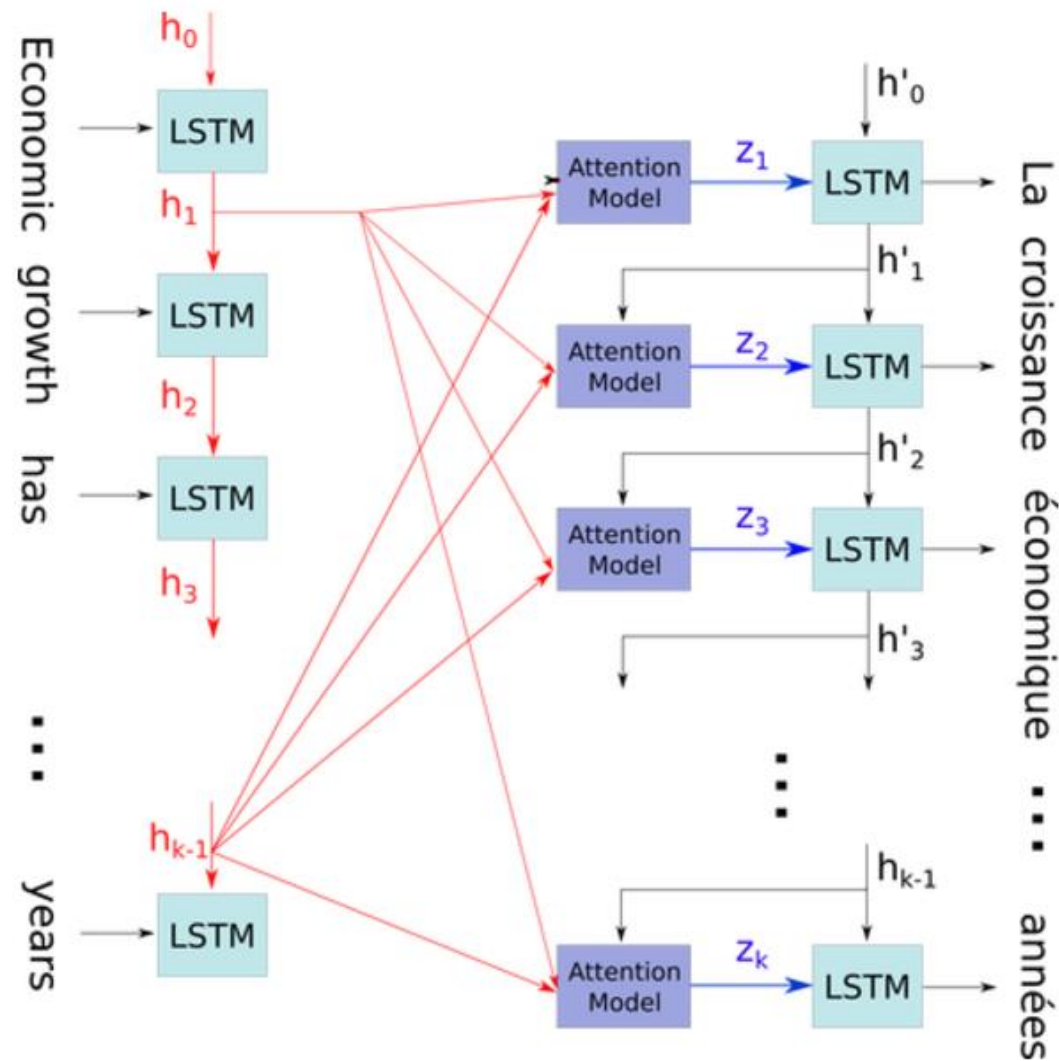 Economic growth has ... years
h0
LSTM
h1
LSTM
h2
LSTM
h3
hk-1
LSTM
h'0
Attention
Model
z1
LSTM
h'1
Attention
Model
z2
LSTM
h'2
Attention
Model
z3
LSTM
h'3
...
hk-1
Attention
Model
zk
LSTM
La croissance économique ... années